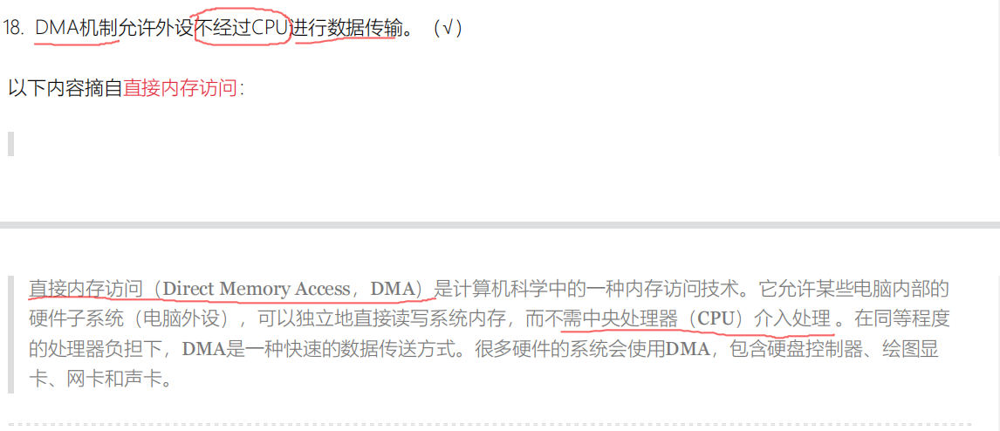 18. DMA机制允许外设不经过CPU进行数据传输。（√）
以下内容摘自直接内存访问：
直接内存访问（Direct Memory Access，DMA）是计算机科学中的一种内存访问技术。它允许某些电脑内部的
硬件子系统（电脑外设），可以独立地直接读写系统内存，而不需中央处理器（CPU）介入处理 。在同等程度
的处理器负担下，DMA是一种快速的数据传送方式。很多硬件的系统会使用DMA，包含硬盘控制器、绘图显
卡、网卡和声卡。